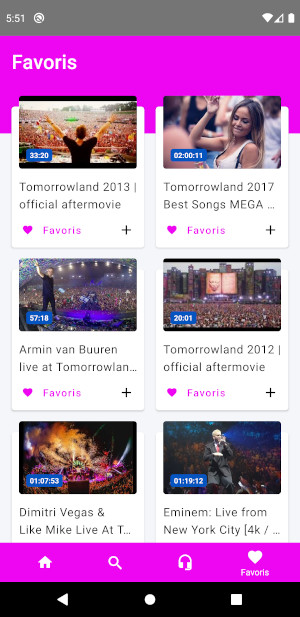 5:51
Favoris
33:20
02:00:11
Tomorrowland 2013 |
official aftermovie
Tomorrowland 2017
Best Songs MEGA ...
Favoris +
Favoris +
57:18
20:01
Armin van Buuren
live at Tomorrowlan...
Tomorrowland 2012 |
official aftermovie
Favoris +
Favoris +
01:07:53
01:19:12
Dimitri Vegas &
Like Mike Live At T...
Eminem: Live from
New York City [4k / ...
Favoris